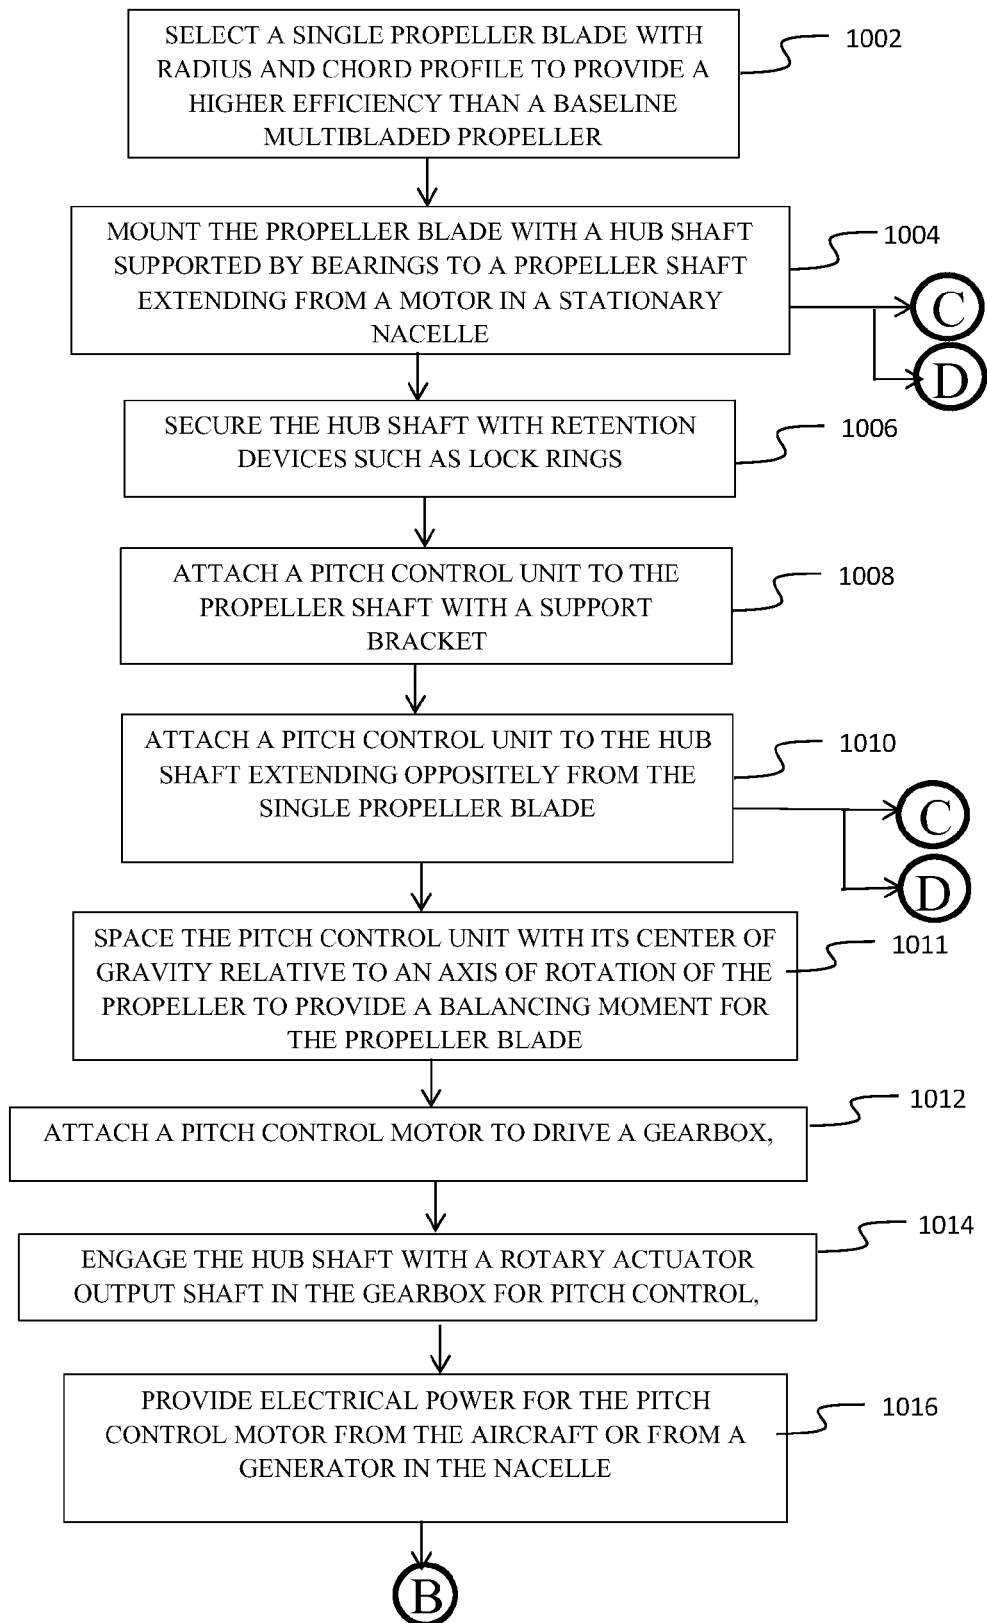 SELECT A SINGLE PROPELLER BLADE WITH
RADIUS AND CHORD PROFILE TO PROVIDE A
HIGHER EFFICIENCY THAN A BASELINE
MULTIBLADED PROPELLER
1002
MOUNT THE PROPELLER BLADE WITH A HUB SHAFT
SUPPORTED BY BEARINGS TO A PROPELLER SHAFT
EXTENDING FROM A MOTOR IN A STATIONARY
NACELLE
1004
C
D
SECURE THE HUB SHAFT WITH RETENTION
DEVICES SUCH AS LOCK RINGS
1006
ATTACH A PITCH CONTROL UNIT TO THE
PROPELLER SHAFT WITH A SUPPORT
BRACKET
1008
ATTACH A PITCH CONTROL UNIT TO THE HUB
SHAFT EXTENDING OPPOSITELY FROM THE
SINGLE PROPELLER BLADE
1010
C
D
SPACE THE PITCH CONTROL UNIT WITH ITS CENTER OF
GRAVITY RELATIVE TO AN AXIS OF ROTATION OF THE
PROPELLER TO PROVIDE A BALANCING MOMENT FOR
THE PROPELLER BLADE
1011
ATTACH A PITCH CONTROL MOTOR TO DRIVE A GEARBOX,
1012
ENGAGE THE HUB SHAFT WITH A ROTARY ACTUATOR
OUTPUT SHAFT IN THE GEARBOX FOR PITCH CONTROL,
1014
PROVIDE ELECTRICAL POWER FOR THE PITCH
CONTROL MOTOR FROM THE AIRCRAFT OR FROM A
GENERATOR IN THE NACELLE
1016
B